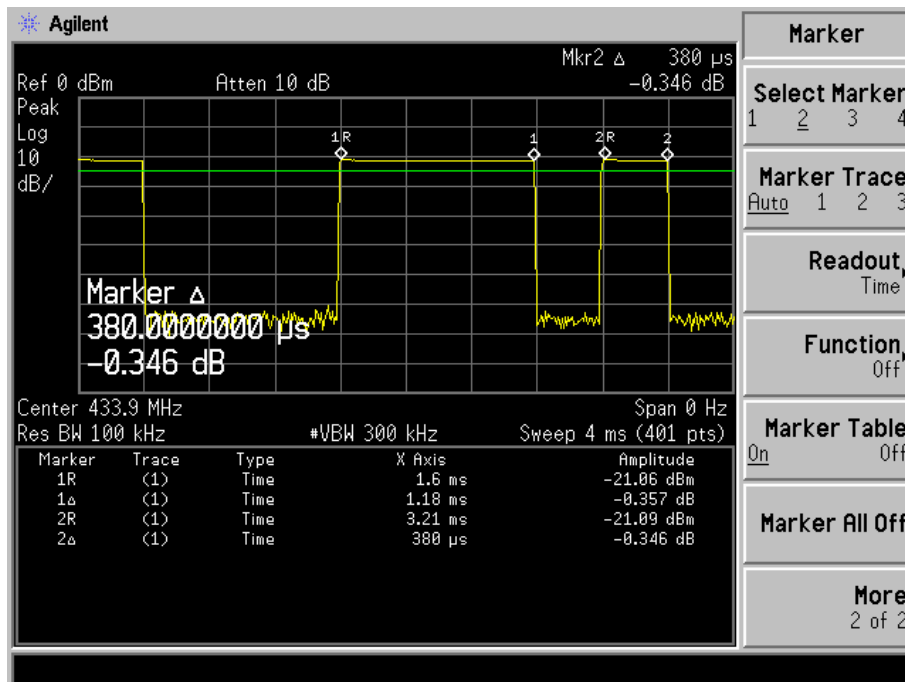 Agilent
Marker
Mkr2 Δ 380 µs
Ref 0 dBm Atten 10 dB -0.346 dB
Peak
Log
10
dB/
1R 1 2R 2
Marker Δ
380.0000000 µs
-0.346 dB
Center 433.9 MHz Span 0 Hz
Res BW 100 kHz #VBW 300 kHz Sweep 4 ms (401 pts)
Marker Trace Type X Axis Amplitude
1R (1) Time 1.6 ms -21.06 dBm
1Δ (1) Time 1.18 ms -0.357 dB
2R (1) Time 3.21 ms -21.09 dBm
2Δ (1) Time 380 µs -0.346 dB
Select Marker
1 2 3 4
Marker Trace
Auto 1 2 3
Readout
Time
Function
Off
Marker Table
On Off
Marker All Off
More
2 of 2